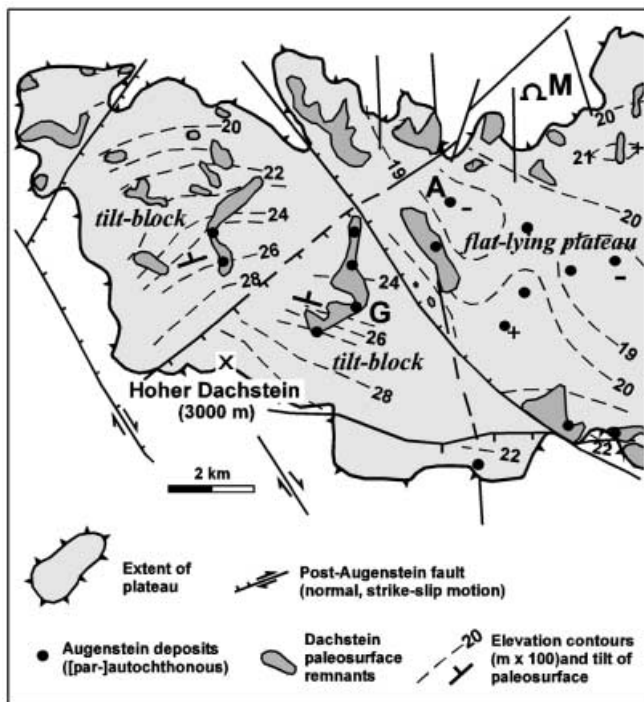 M
20
20
21
+
19
A
-
22
20
tilt-block
24
flat-lying plateau
26
28
24
-
G
+
26
19
tilt-block
20
Hoher Dachstein
(3000 m)
28
22
22
2 km
Extent of
plateau
Post-Augenstein fault
(normal, strike-slip motion)
Augenstein deposits
([par-]autochthonous)
Dachstein
paleosurface
remnants
20
Elevation contours
(m x 100)and tilt of
paleosurface